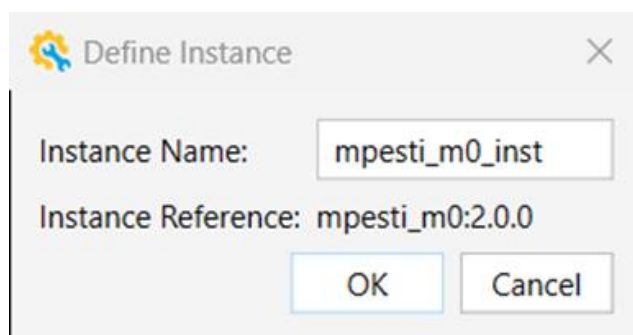 Define Instance
Instance Name: mpesti_m0_inst
Instance Reference: mpesti_m0:2.0.0
OK Cancel